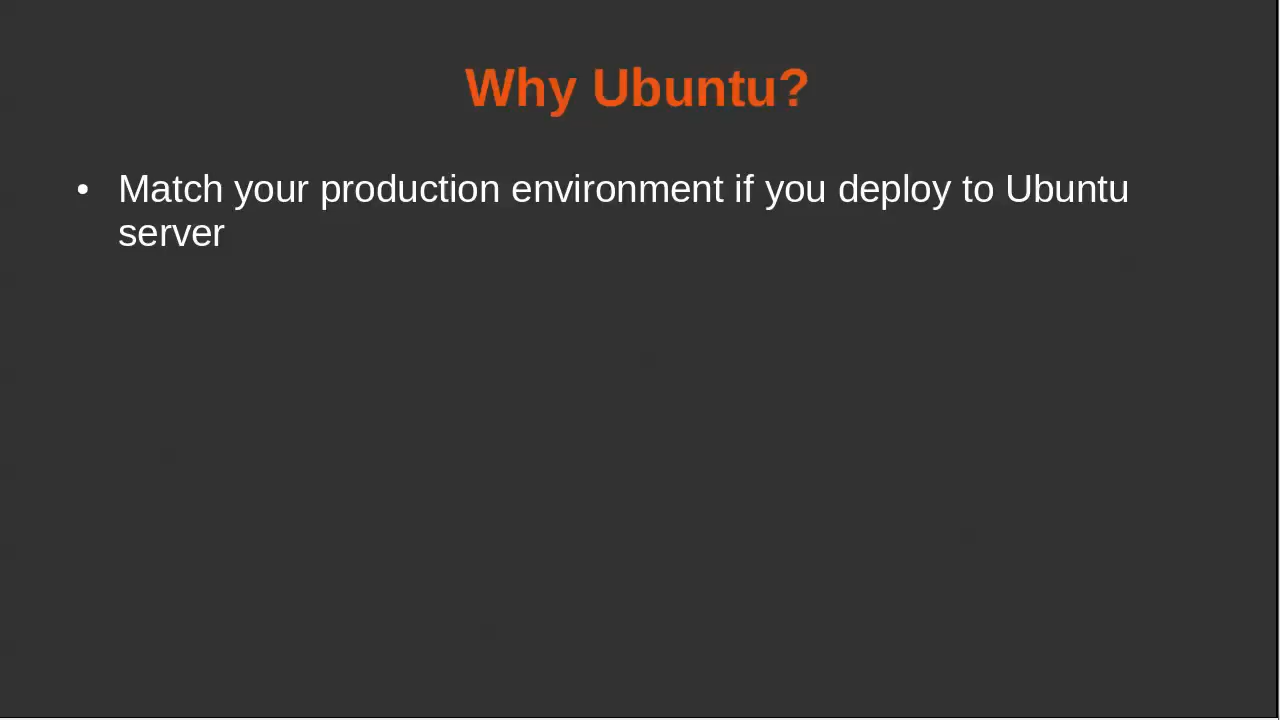 Why Ubuntu?
• Match your production environment if you deploy to Ubuntu
server